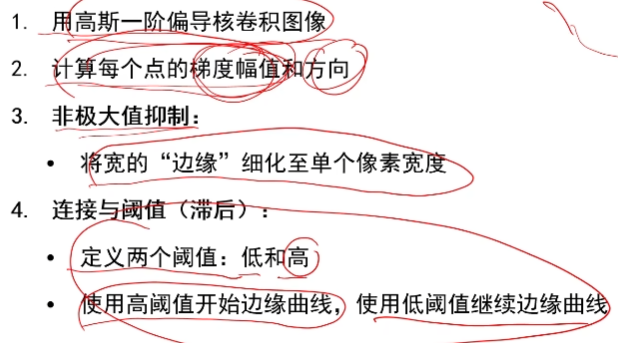 1. 用高斯一阶偏导核卷积图像
2. 计算每个点的梯度幅值和方向
3. 非极大值抑制：
• 将宽的“边缘”细化至单个像素宽度
4. 连接与阈值（滞后）：
• 定义两个阈值：低和高
• 使用高阈值开始边缘曲线，使用低阈值继续边缘曲线